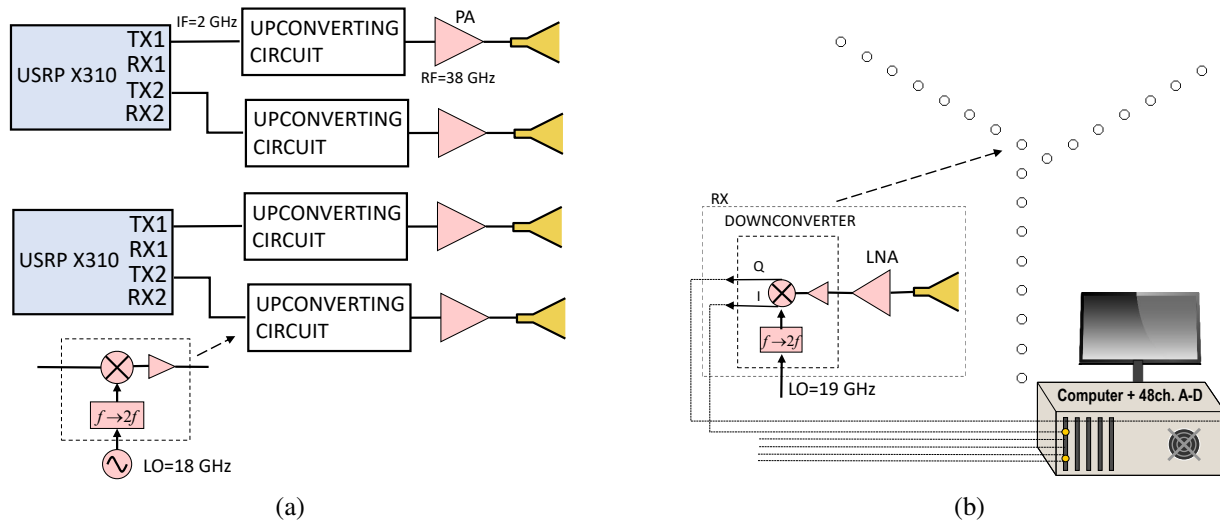 IF=2 GHz
PA
TX1
RX1
TX2
RX2
USRP X310
UPCONVERTING
CIRCUIT
RF=38 GHz
UPCONVERTING
CIRCUIT
TX1
RX1
TX2
RX2
USRP X310
UPCONVERTING
CIRCUIT
UPCONVERTING
CIRCUIT
f→2f
LO=18 GHz
(a)
RX
DOWNCONVERTER
LNA
Q
I
f→2f
LO=19 GHz
Computer + 48ch. A-D
(b)